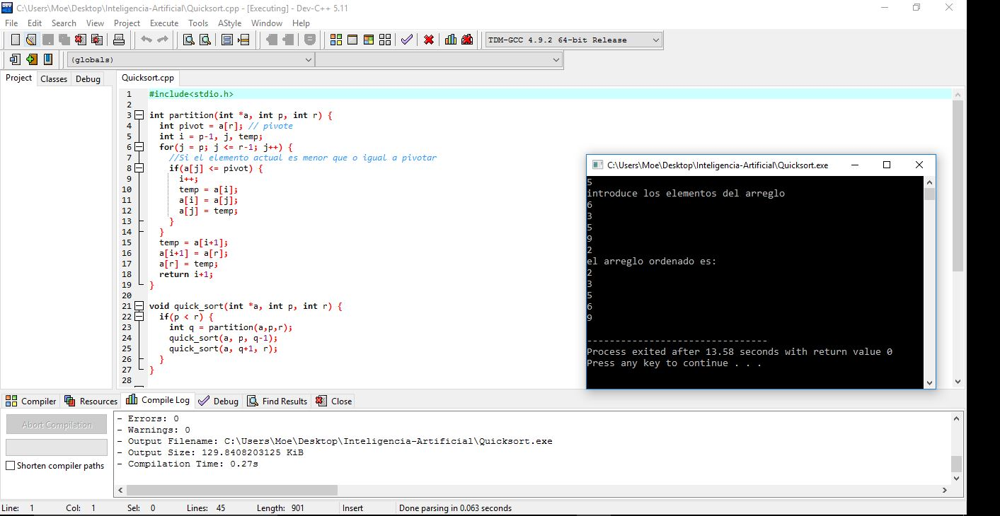 C:\Users\Moe\Desktop\Inteligencia-Artificial\Quicksort.cpp - [Executing] - Dev-C++ 5.11
File Edit Search View Project Execute Tools AStyle Window Help
TDM-GCC 4.9.2 64-bit Release
(globals)
Project Classes Debug
Quicksort.cpp
1 #include<stdio.h>
2
3 int partition(int *a, int p, int r) {
4 int pivot = a[r]; // pivote
5 int i = p-1, j, temp;
6 for(j = p; j <= r-1; j++) {
7 //Si el elemento actual es menor que o igual a pivotar
8 if(a[j] <= pivot) {
9 i++;
10 temp = a[i];
11 a[i] = a[j];
12 a[j] = temp;
13 }
14 }
15 temp = a[i+1];
16 a[i+1] = a[r];
17 a[r] = temp;
18 return i+1;
19 }
20
21 void quick_sort(int *a, int p, int r) {
22 if(p < r) {
23 int q = partition(a,p,r);
24 quick_sort(a, p, q-1);
25 quick_sort(a, q+1, r);
26 }
27 }
28
C:\Users\Moe\Desktop\Inteligencia-Artificial\Quicksort.exe
5
introduce los elementos del arreglo
6
3
5
9
2
el arreglo ordenado es:
2
3
5
6
9
--------------------------------
Process exited after 13.58 seconds with return value 0
Press any key to continue . . .
Compiler Resources Compile Log Debug Find Results Close
Abort Compilation
Shorten compiler paths
- Errors: 0
- Warnings: 0
- Output Filename: C:\Users\Moe\Desktop\Inteligencia-Artificial\Quicksort.exe
- Output Size: 129.8408203125 KiB
- Compilation Time: 0.27s
Line: 1 Col: 1 Sel: 0 Lines: 45 Length: 901 Insert Done parsing in 0.063 seconds